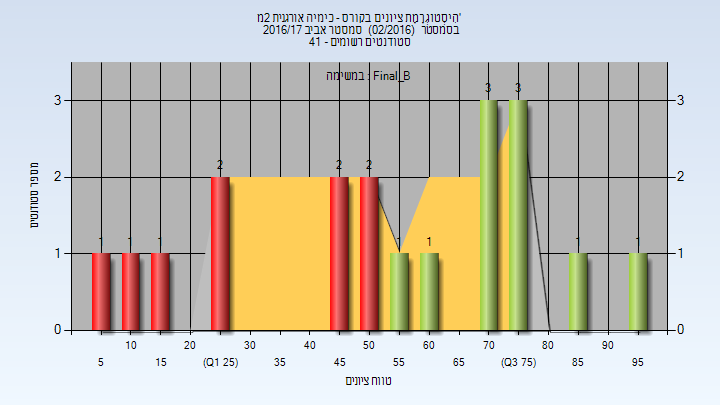 היסטוגרמת ציונים בקורס - כימיה אורגנית 2מ'
בסמסטר (02/2016) סמסטר אביב 2016/17
סטודנטים רשומים - 41
במשימה : Final_B
מספר סטודנטים
3 3
2 2
1 1
0 0
1 1 1 2 2 2 1 1 3 3 1 1
10 20 30 40 50 60 70 80 90
5 15 (Q1 25) 35 45 55 65 (Q3 75) 85 95
טווח ציונים